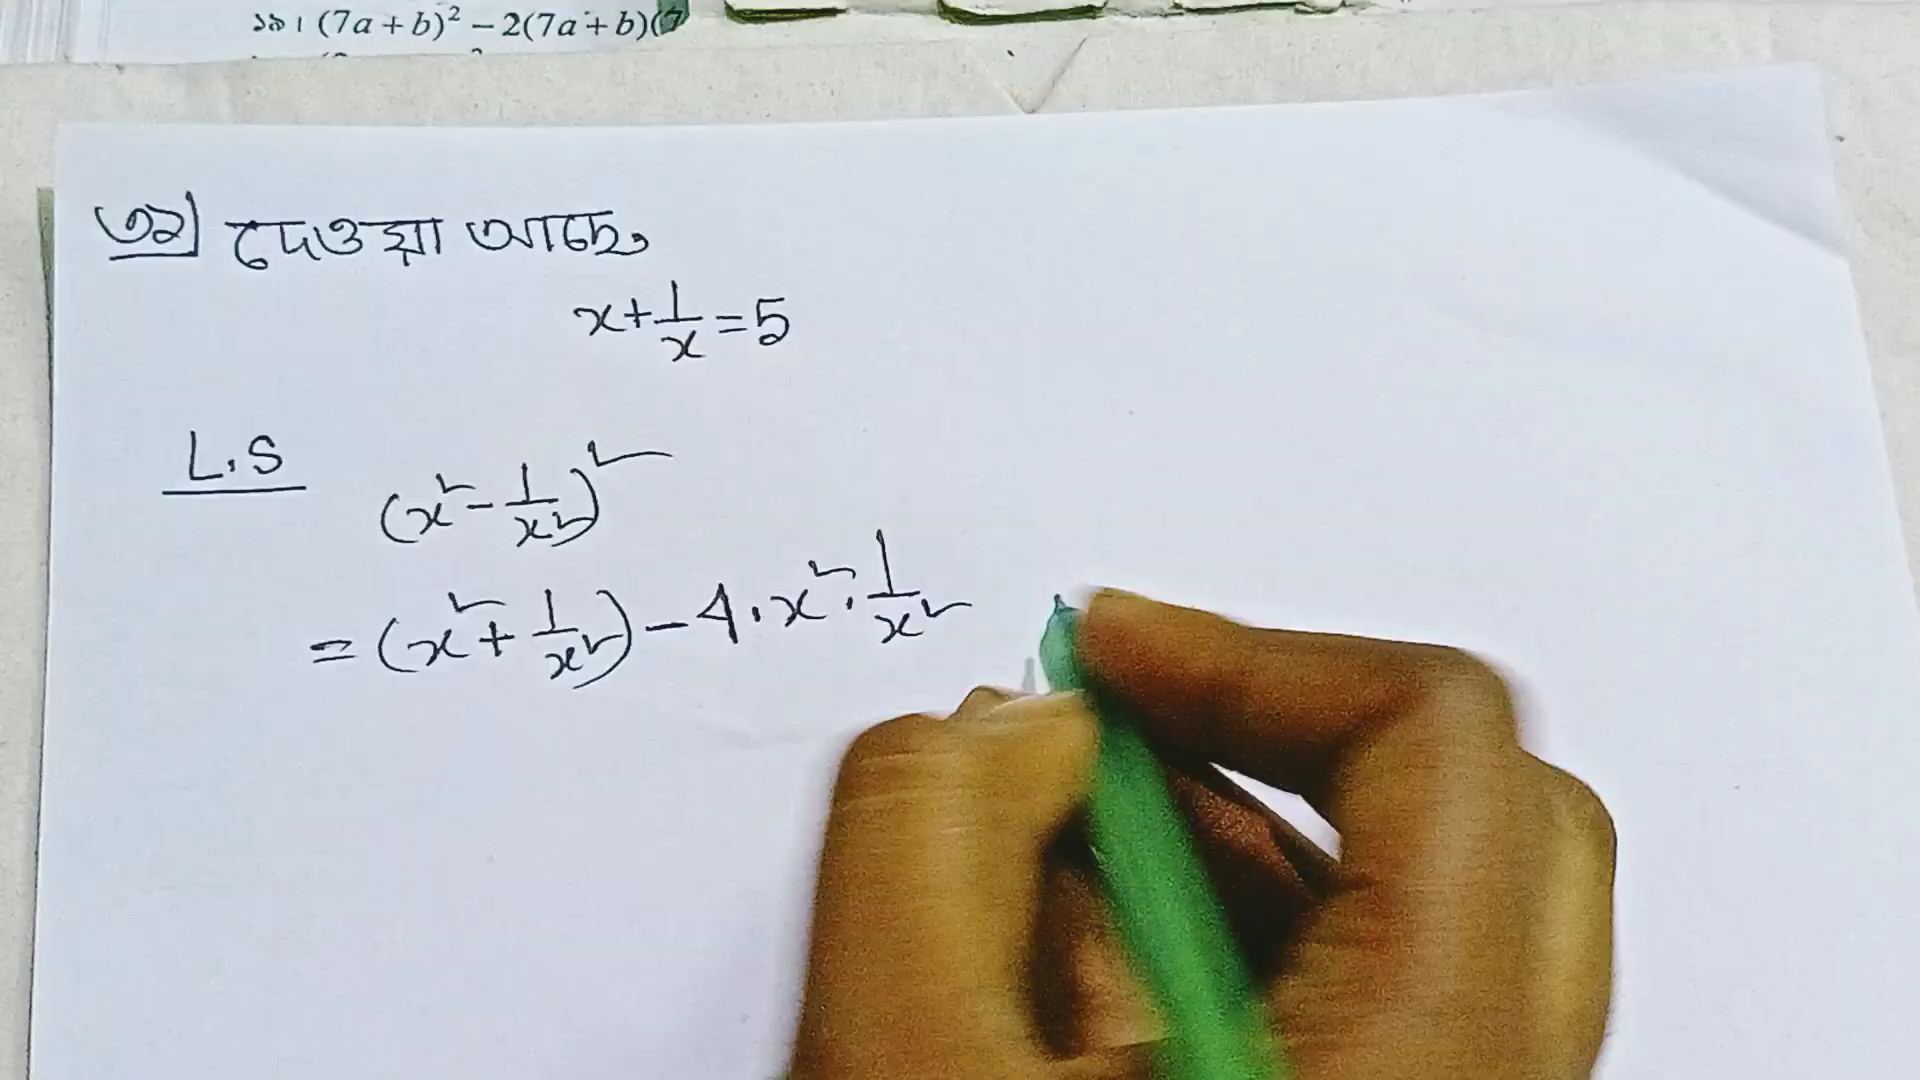 ১৯। (7a + b)² − 2(7a + b)(7
৩২] দেওয়া আছে,
x + 1/x = 5
L.S
(x² − 1/x²)²
= (x² + 1/x²) − 4 . x² . 1/x²